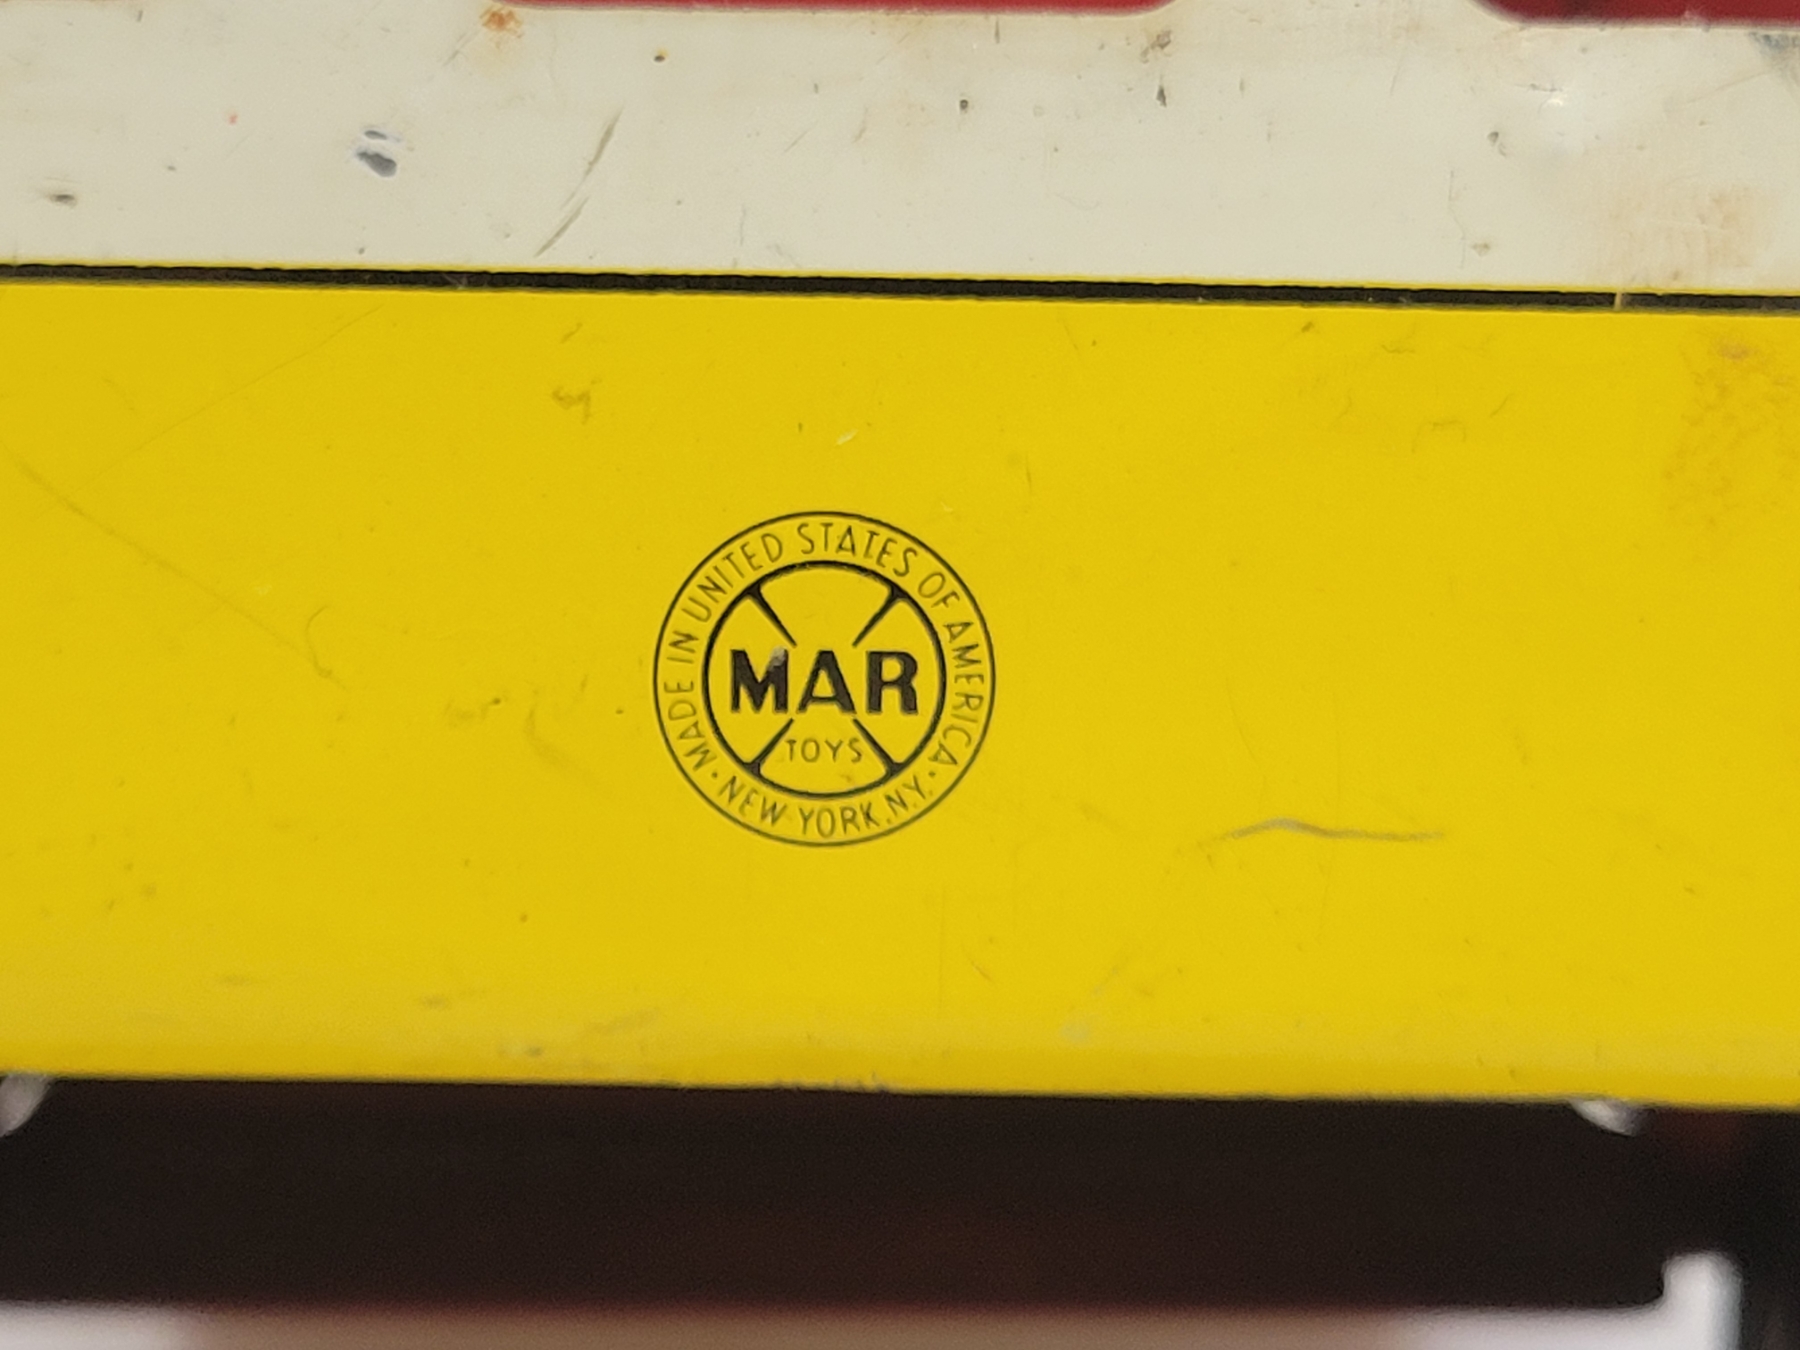 MADE IN UNITED STATES OF AMERICA
MAR
TOYS
· NEW YORK, N.Y. ·